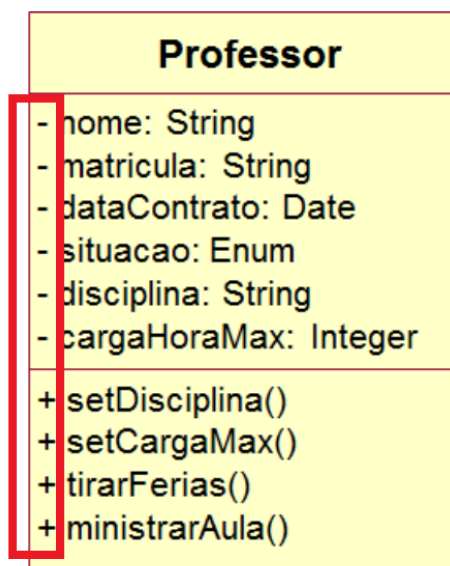 Professor
- nome: String
- matricula: String
- dataContrato: Date
- situacao: Enum
- disciplina: String
- cargaHoraMax: Integer
+ setDisciplina()
+ setCargaMax()
+ tirarFerias()
+ ministrarAula()